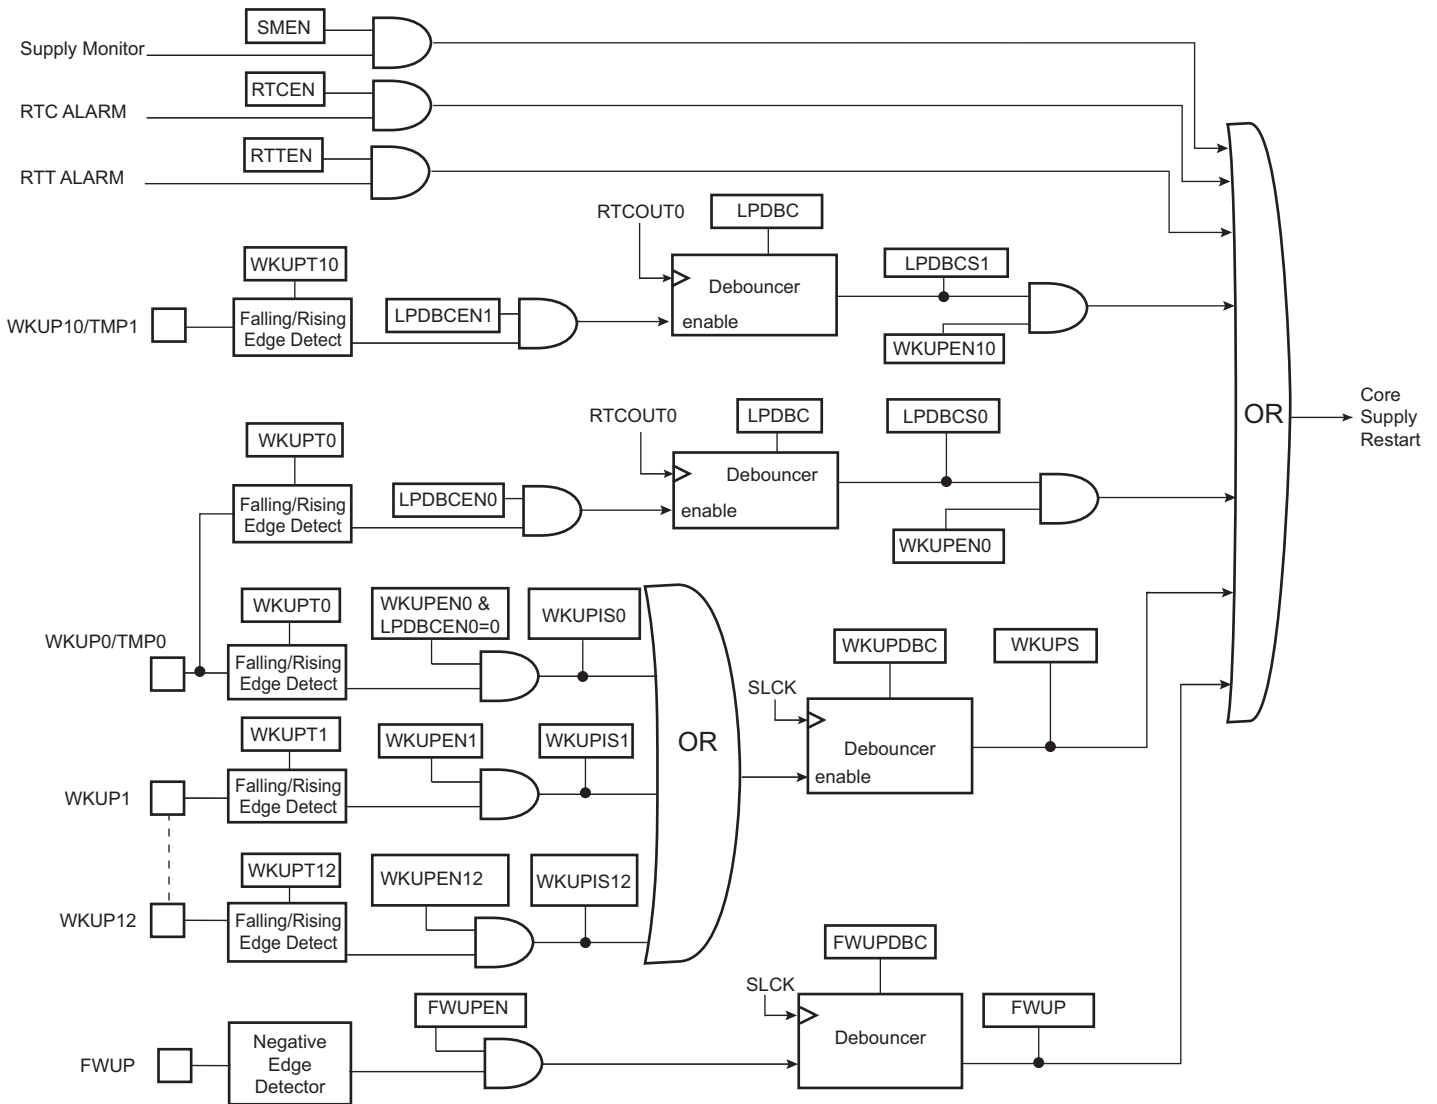 SMEN
Supply Monitor
RTCEN
RTC ALARM
RTTEN
RTT ALARM
RTCOUT0
LPDBC
WKUPT10
LPDBCS1
Debouncer
WKUP10/TMP1
Falling/Rising
Edge Detect
LPDBCEN1
enable
WKUPEN10
RTCOUT0
LPDBC
LPDBCS0
OR
Core
Supply
Restart
WKUPT0
Debouncer
Falling/Rising
Edge Detect
LPDBCEN0
enable
WKUPEN0
WKUPT0
WKUPEN0 &
LPDBCEN0=0
WKUPIS0
WKUP0/TMP0
Falling/Rising
Edge Detect
WKUPDBC
WKUPS
SLCK
WKUPT1
WKUPEN1
WKUPIS1
OR
Debouncer
enable
WKUP1
Falling/Rising
Edge Detect
WKUPT12
WKUPEN12
WKUPIS12
WKUP12
Falling/Rising
Edge Detect
FWUPDBC
SLCK
FWUPEN
FWUP
Debouncer
FWUP
Negative
Edge
Detector